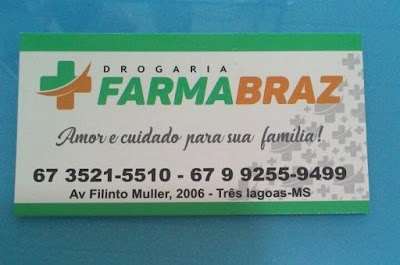 DROGARIA
FARMABRAZ
Amor e cuidado para sua família!
67 3521-5510 - 67 9 9255-9499
Av Filinto Muller, 2006 - Três lagoas-MS